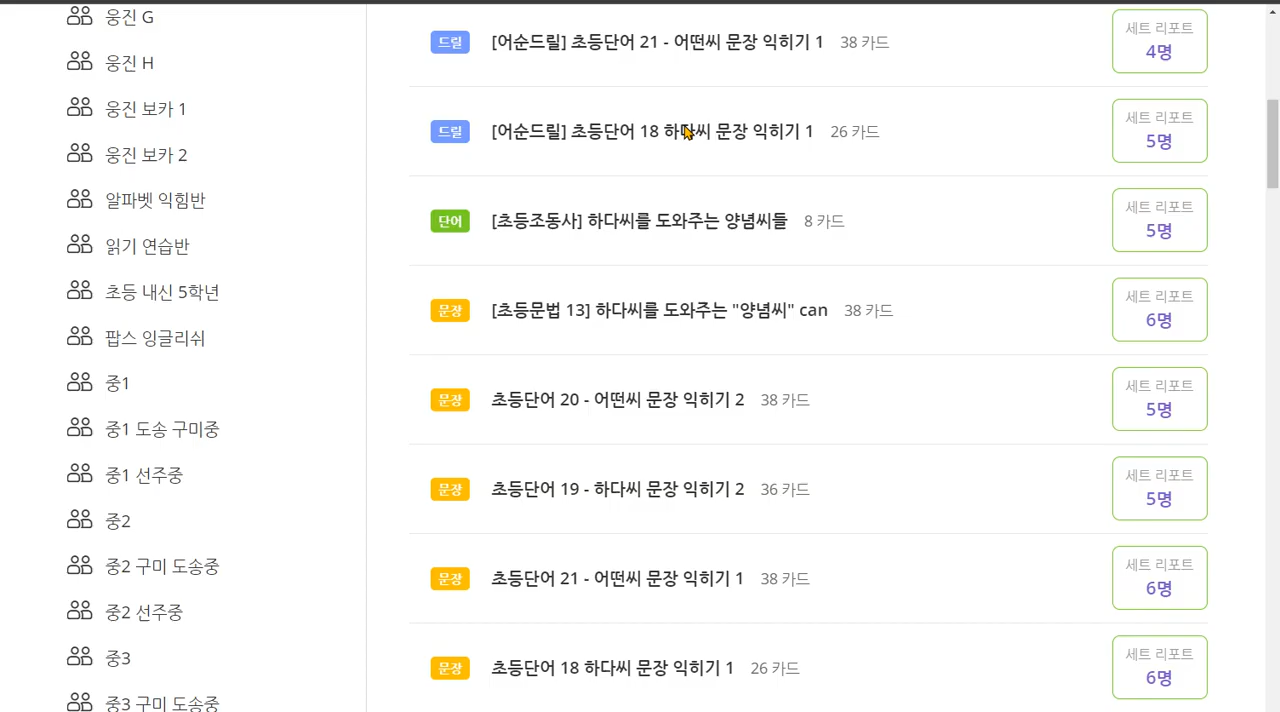 웅진 G
웅진 H
웅진 보카 1
웅진 보카 2
알파벳 익힘반
읽기 연습반
초등 내신 5학년
팝스 잉글리쉬
중1
중1 도송 구미중
중1 선주중
중2
중2 구미 도송중
중2 선주중
중3
중3 구미 도송중
드릴 [어순드릴] 초등단어 21 - 어떤씨 문장 익히기 1 38 카드
세트 리포트
4명
드릴 [어순드릴] 초등단어 18 하다씨 문장 익히기 1 26 카드
세트 리포트
5명
단어 [초등조동사] 하다씨를 도와주는 양념씨들 8 카드
세트 리포트
5명
문장 [초등문법 13] 하다씨를 도와주는 "양념씨" can 38 카드
세트 리포트
6명
문장 초등단어 20 - 어떤씨 문장 익히기 2 38 카드
세트 리포트
5명
문장 초등단어 19 - 하다씨 문장 익히기 2 36 카드
세트 리포트
5명
문장 초등단어 21 - 어떤씨 문장 익히기 1 38 카드
세트 리포트
6명
문장 초등단어 18 하다씨 문장 익히기 1 26 카드
세트 리포트
6명